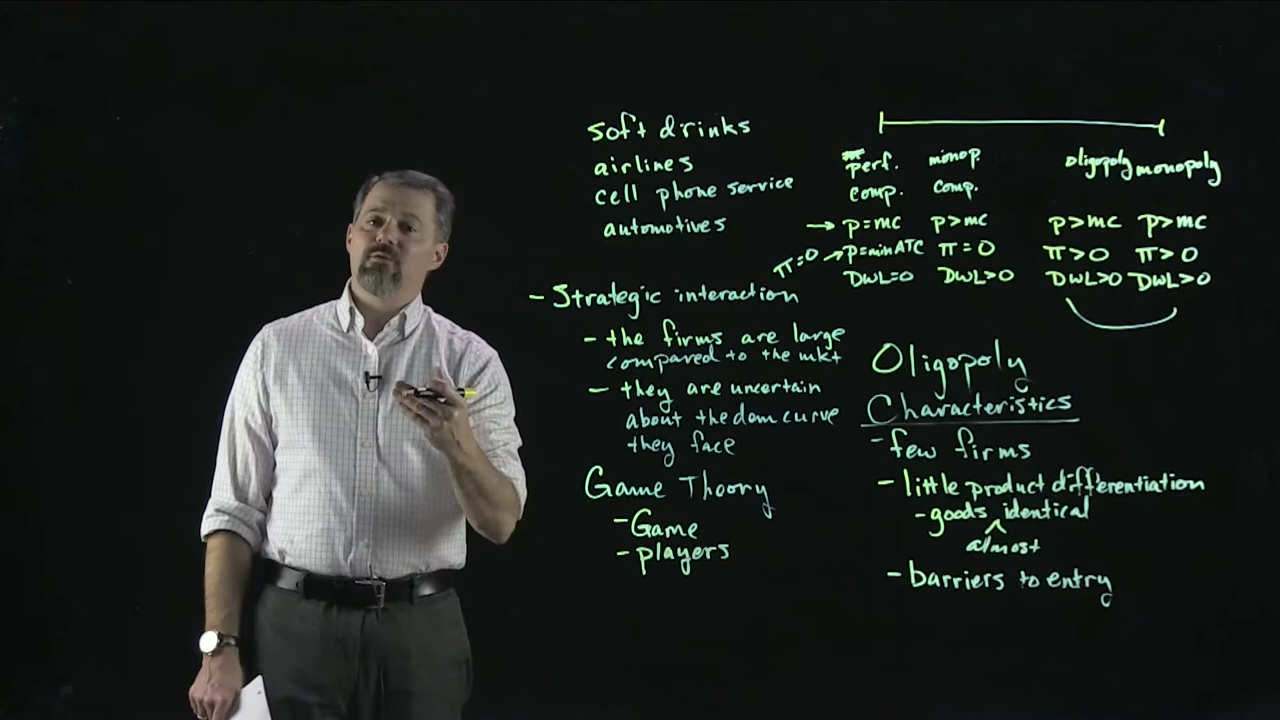 soft drinks
airlines
cell phone service
automotives
- Strategic interaction
- the firms are large
compared to the mkt
- they are uncertain
about the dem curve
they face
Game Thoory
- Game
- players
perf. monop. oligopoly monopoly
comp. comp.
→ p=mc p>mc p>mc p>mc
π=0 → p=minATC π=0 π>0 π>0
DWL=0 DWL>0 DWL>0 DWL>0
Oligopoly
Characteristics
- few firms
- little product differentiation
- goods ^ identical
almost
- barriers to entry